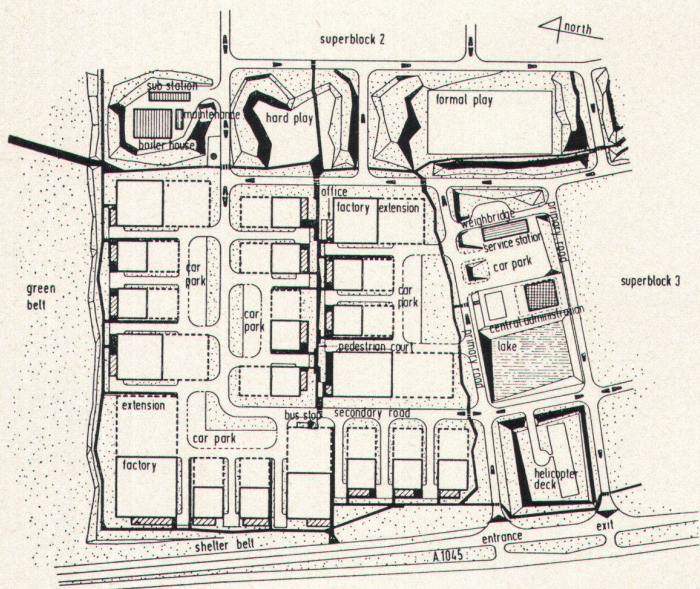 superblock 2
north
sub station
maintenance
boiler house
hard play
formal play
office
factory extension
weighbridge
service station
car park
primary road
superblock 3
green
belt
car
park
car
park
car
park
central administration
pedestrian court
primary road
lake
extension
bus stop
secondary road
car park
factory
helicopter
deck
entrance
exit
shelter belt
A1045